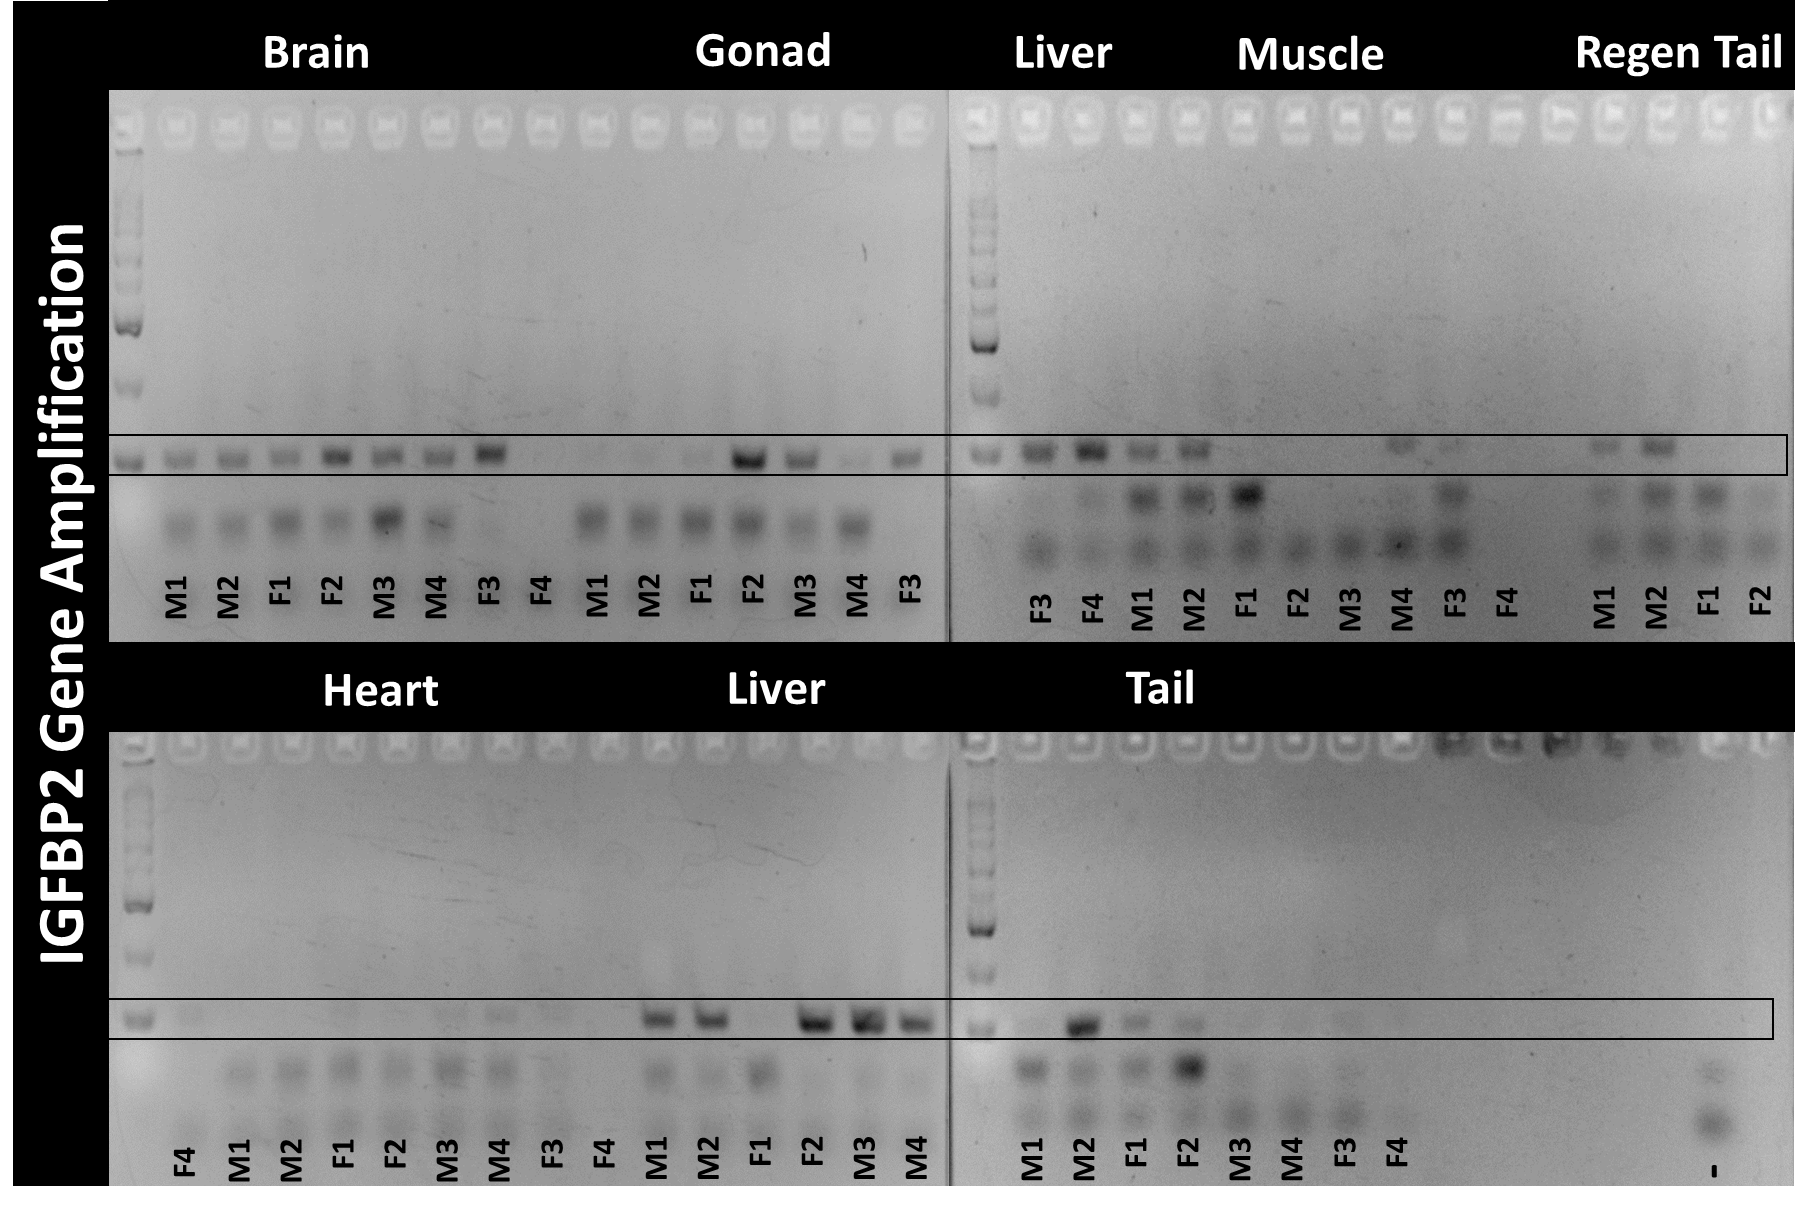 IGFBP2 Gene Amplification
Brain Gonad Liver Muscle Regen Tail
M1 M2 F1 F2 M3 M4 F3 F4 M1 M2 F1 F2 M3 M4 F3 F3 F4 M1 M2 F1 F2 M3 M4 F3 F4 M1 M2 F1 F2
Heart Liver Tail
F4 M1 M2 F1 F2 M3 M4 F3 F4 M1 M2 F1 F2 M3 M4 M1 M2 F1 F2 M3 M4 F3 F4 -